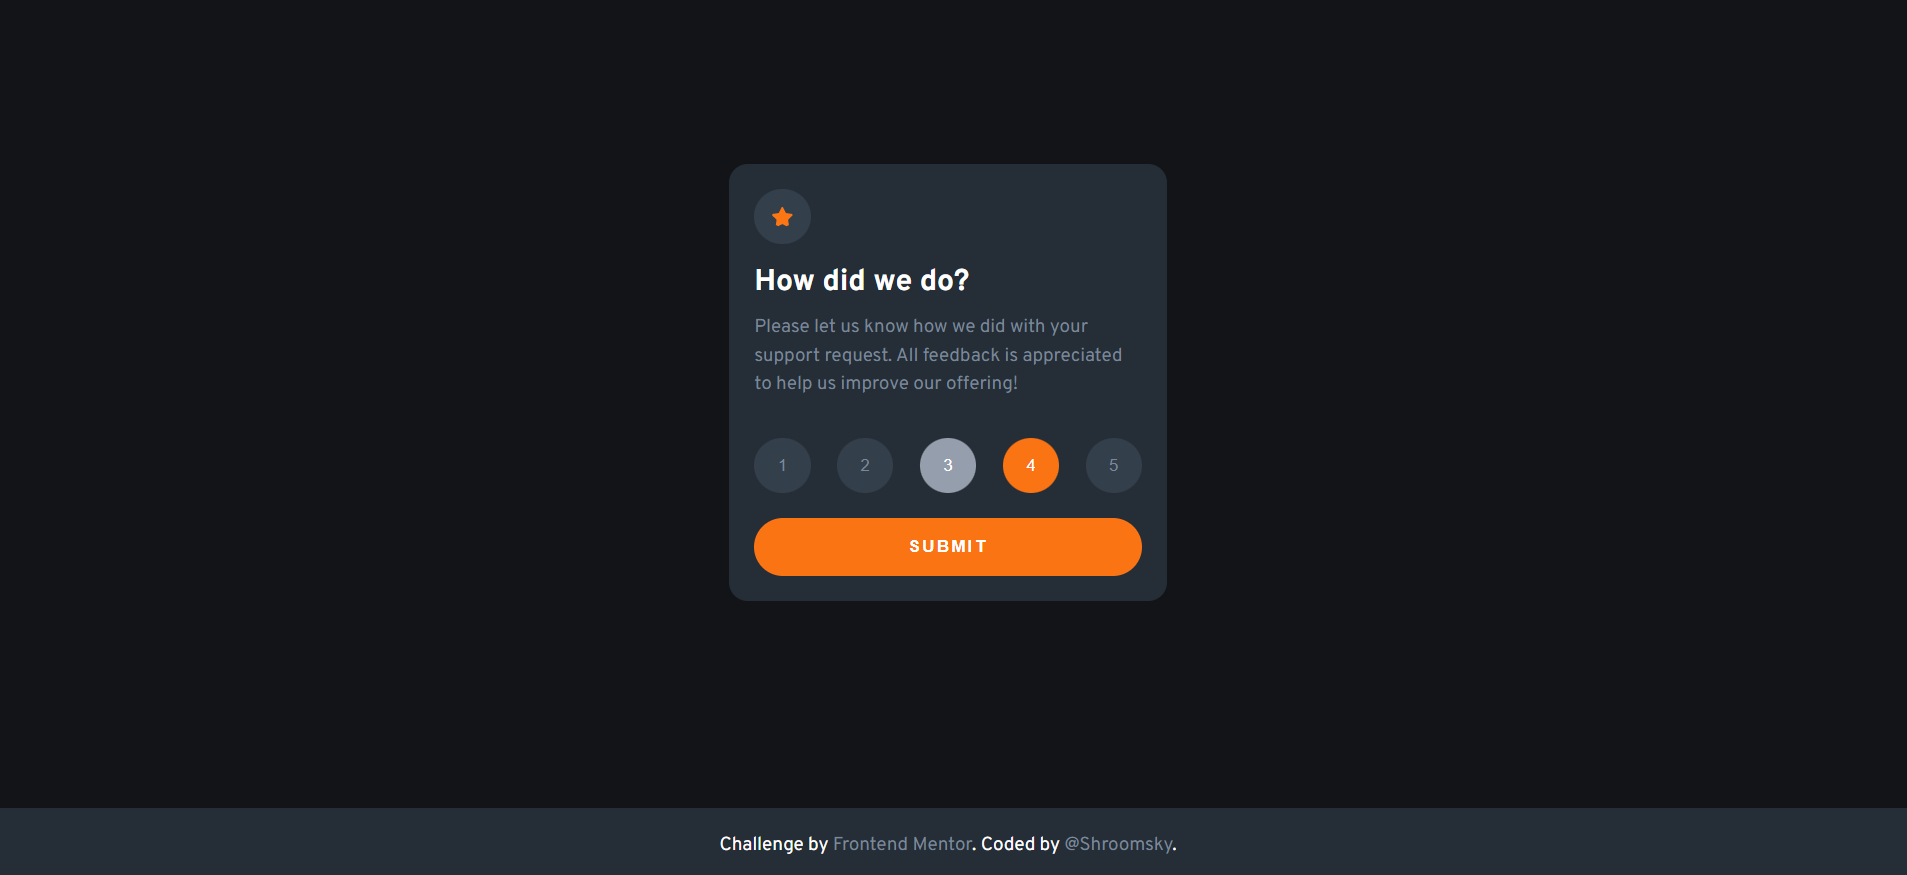 How did we do?
Please let us know how we did with your
support request. All feedback is appreciated
to help us improve our offering!
1 2 3 4 5
SUBMIT
Challenge by Frontend Mentor. Coded by @Shroomsky.